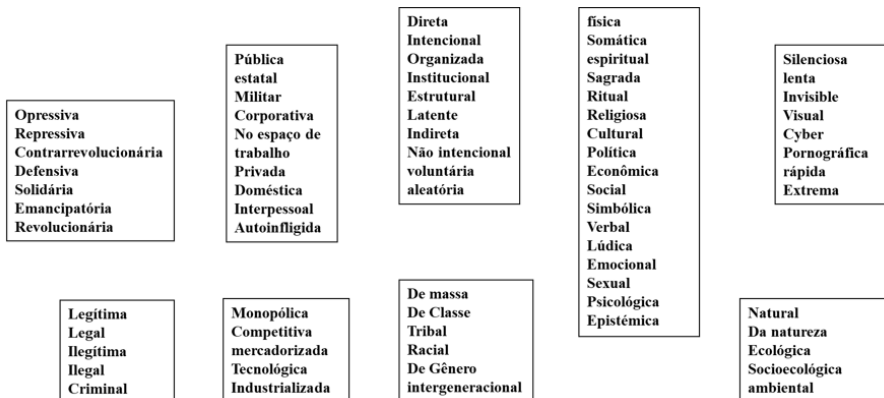 Opressiva
Repressiva
Contrarrevolucionária
Defensiva
Solidária
Emancipatória
Revolucionária
Pública
estatal
Militar
Corporativa
No espaço de
trabalho
Privada
Doméstica
Interpessoal
Autoinfligida
Direta
Intencional
Organizada
Institucional
Estrutural
Latente
Indireta
Não intencional
voluntária
aleatória
física
Somática
espiritual
Sagrada
Ritual
Religiosa
Cultural
Política
Econômica
Social
Simbólica
Verbal
Lúdica
Emocional
Sexual
Psicológica
Epistémica
Silenciosa
lenta
Invisible
Visual
Cyber
Pornográfica
rápida
Extrema
Legítima
Legal
Ilegítima
Ilegal
Criminal
Monopólica
Competitiva
mercadorizada
Tecnológica
Industrializada
De massa
De Classe
Tribal
Racial
De Gênero
intergeneracional
Natural
Da natureza
Ecológica
Socioecológica
ambiental